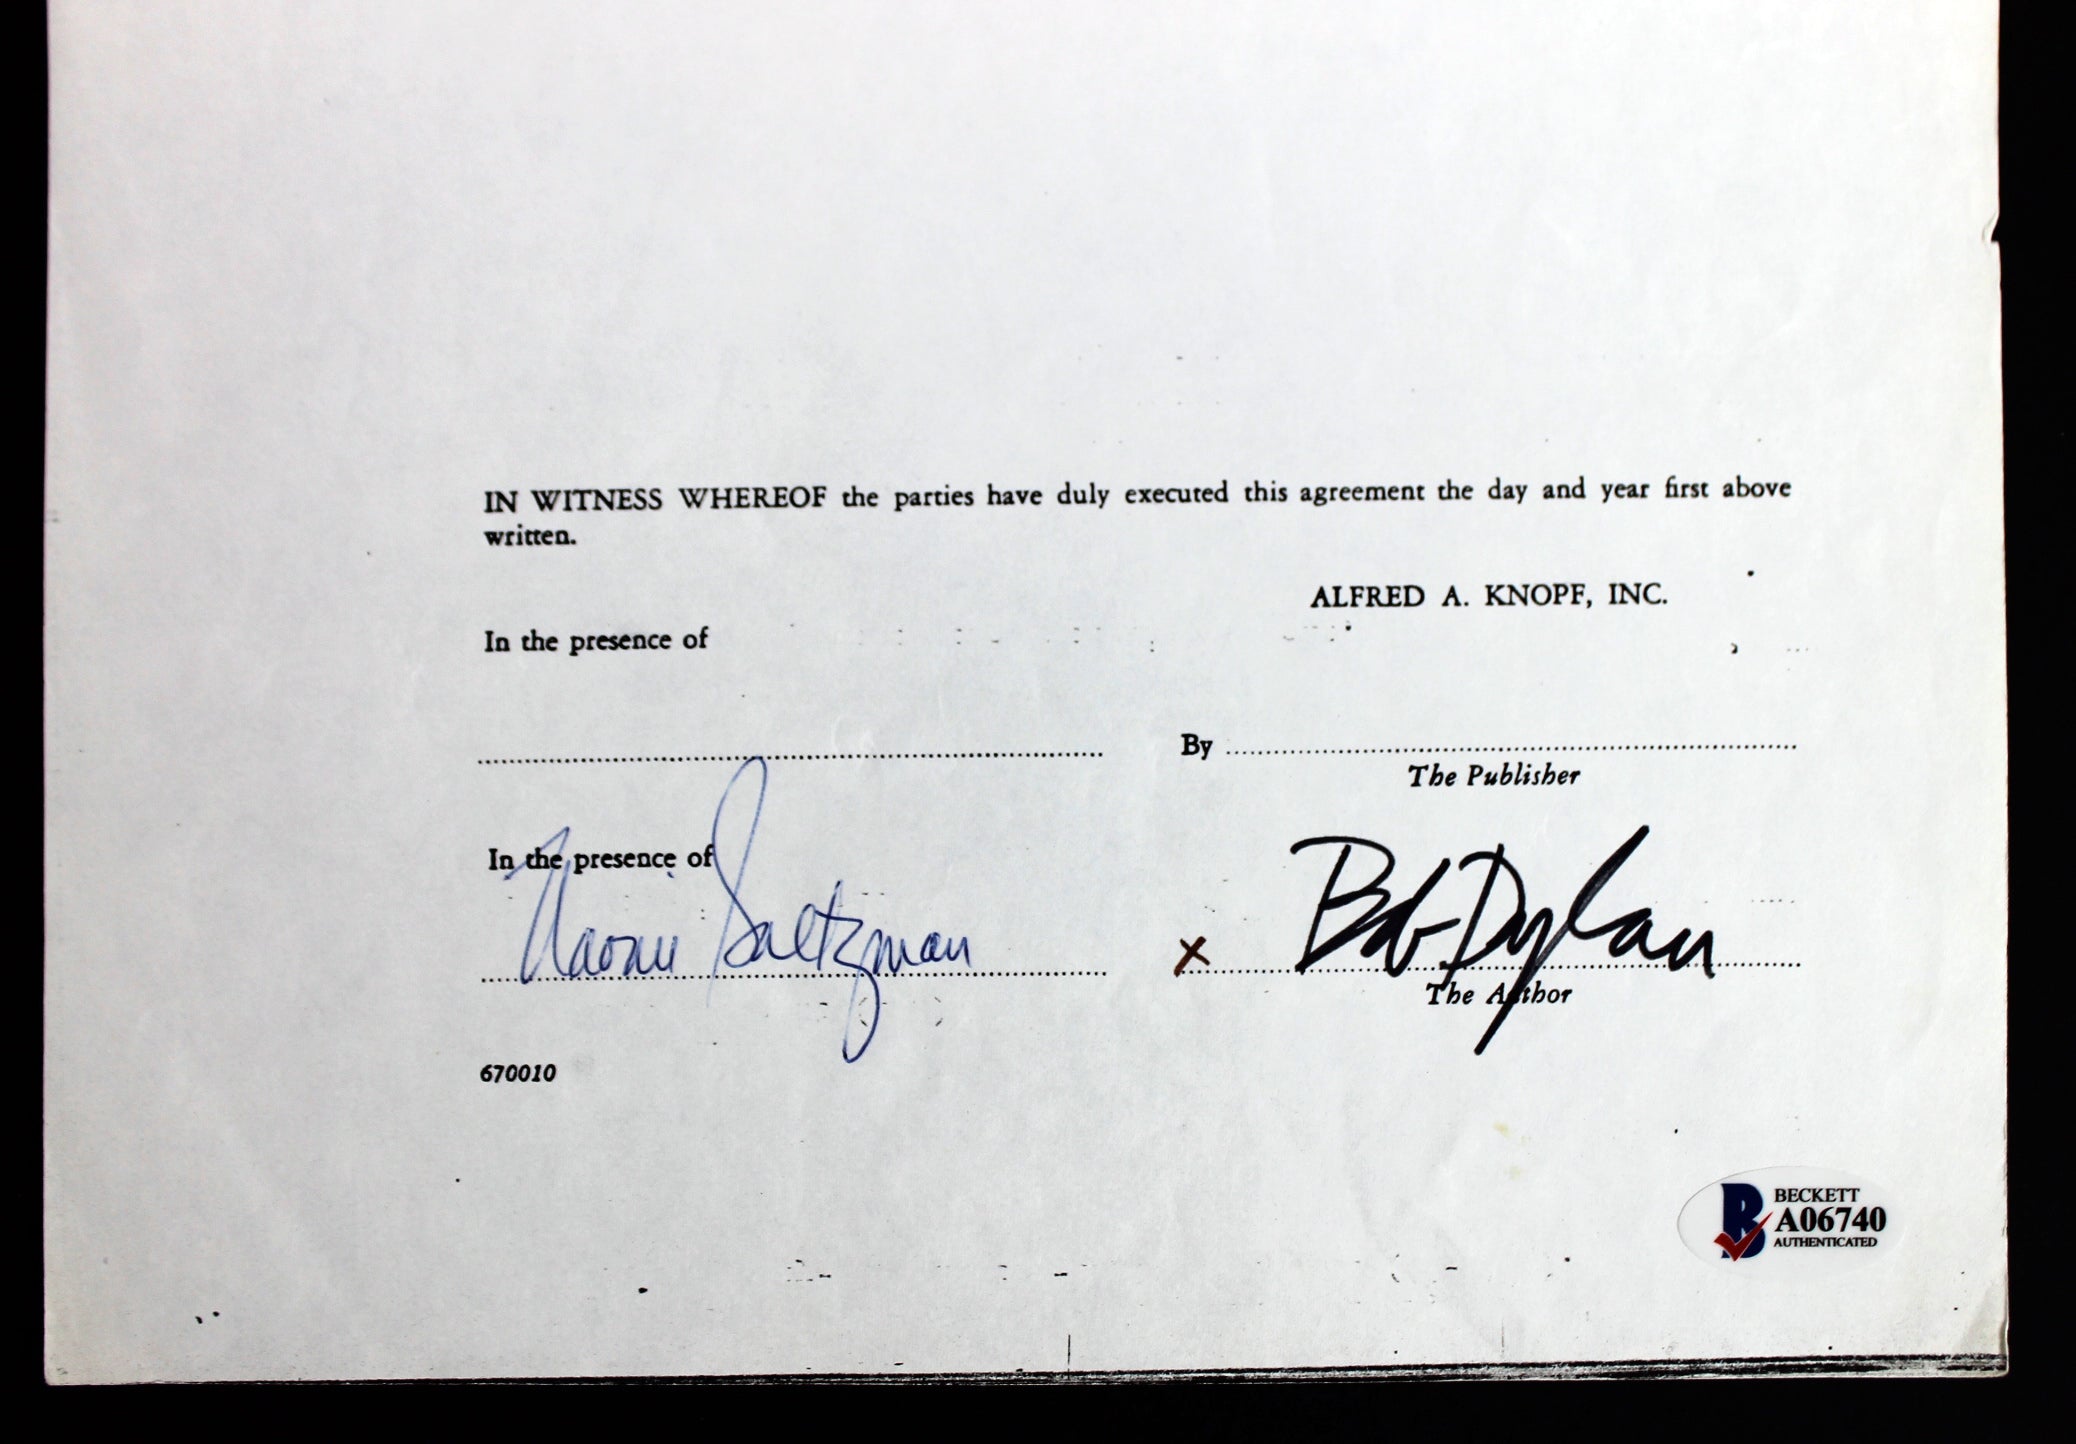 IN WITNESS WHEREOF the parties have duly executed this agreement the day and year first above
written.
ALFRED A. KNOPF, INC.
In the presence of
By
The Publisher
In the presence of
Naomi Saltzman
x Bob Dylan
The Author
670010
B BECKETT
A06740
AUTHENTICATED